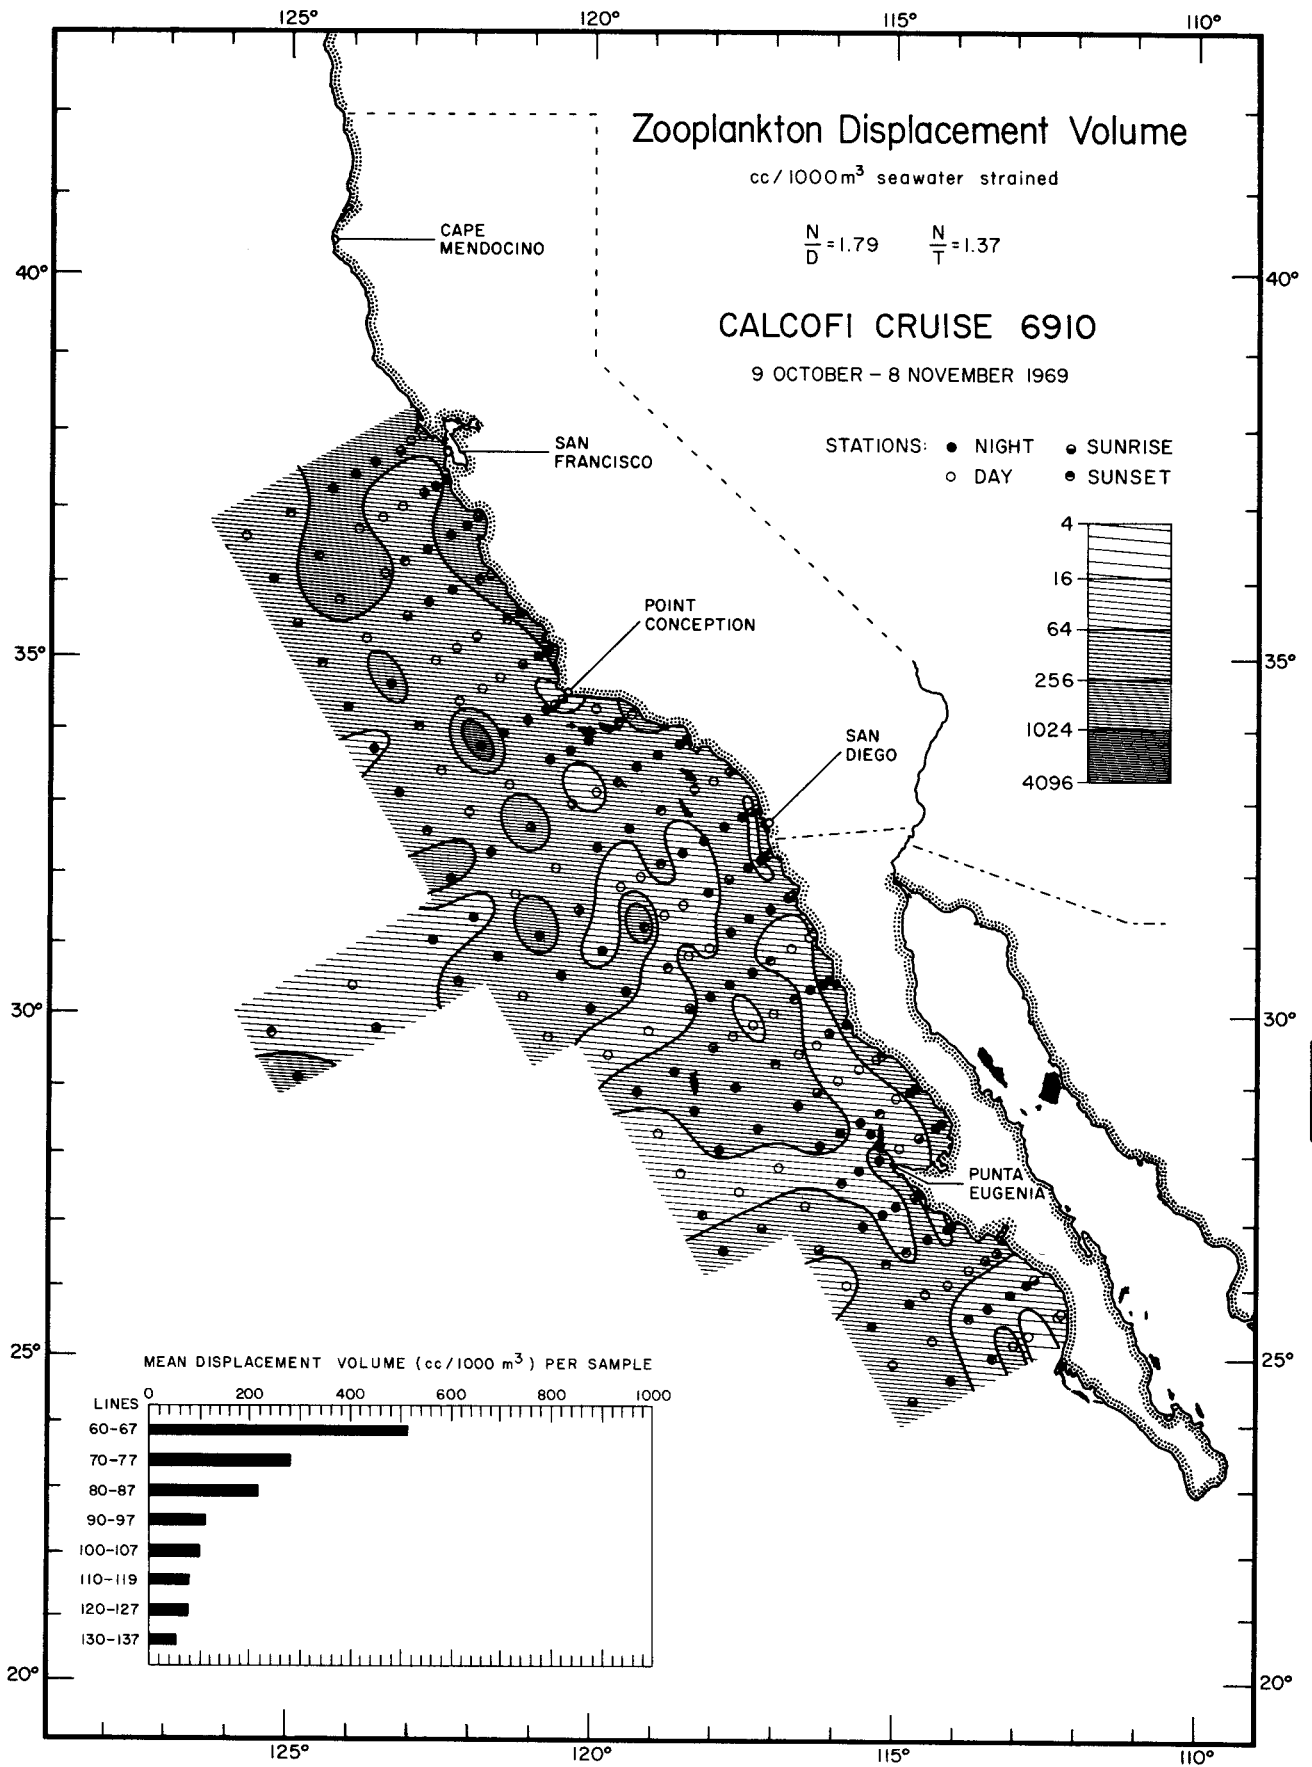 125°
120°
115°
110°
Zooplankton Displacement Volume
cc/1000m³ seawater strained
N/D = 1.79 N/T = 1.37
CALCOFI CRUISE 6910
9 OCTOBER – 8 NOVEMBER 1969
STATIONS: ● NIGHT SUNRISE
○ DAY SUNSET
4
16
64
256
1024
4096
CAPE
MENDOCINO
40°
40°
SAN
FRANCISCO
POINT
CONCEPTION
35°
35°
SAN
DIEGO
30°
30°
PUNTA
EUGENIA
25°
25°
MEAN DISPLACEMENT VOLUME (cc/1000 m³) PER SAMPLE
0 200 400 600 800 1000
LINES
60–67
70–77
80–87
90–97
100–107
110–119
120–127
130–137
20°
20°
125°
120°
115°
110°